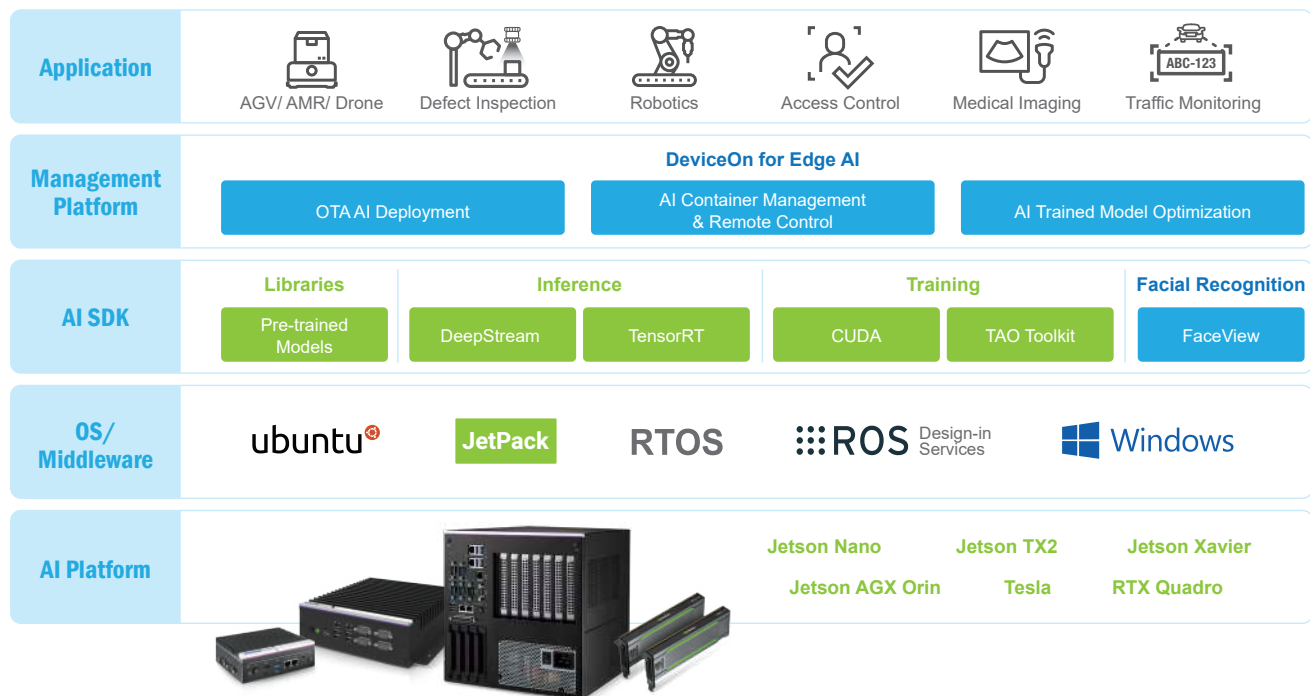 Application
ABC-123
AGV/ AMR/ Drone
Defect Inspection
Robotics
Access Control
Medical Imaging
Traffic Monitoring
Management
Platform
DeviceOn for Edge AI
OTA AI Deployment
AI Container Management
& Remote Control
AI Trained Model Optimization
AI SDK
Libraries
Inference
Training
Facial Recognition
Pre-trained
Models
DeepStream
TensorRT
CUDA
TAO Toolkit
FaceView
OS/
Middleware
ubuntu
JetPack
RTOS
ROS
Design-in
Services
Windows
AI Platform
Jetson Nano
Jetson TX2
Jetson Xavier
Jetson AGX Orin
Tesla
RTX Quadro